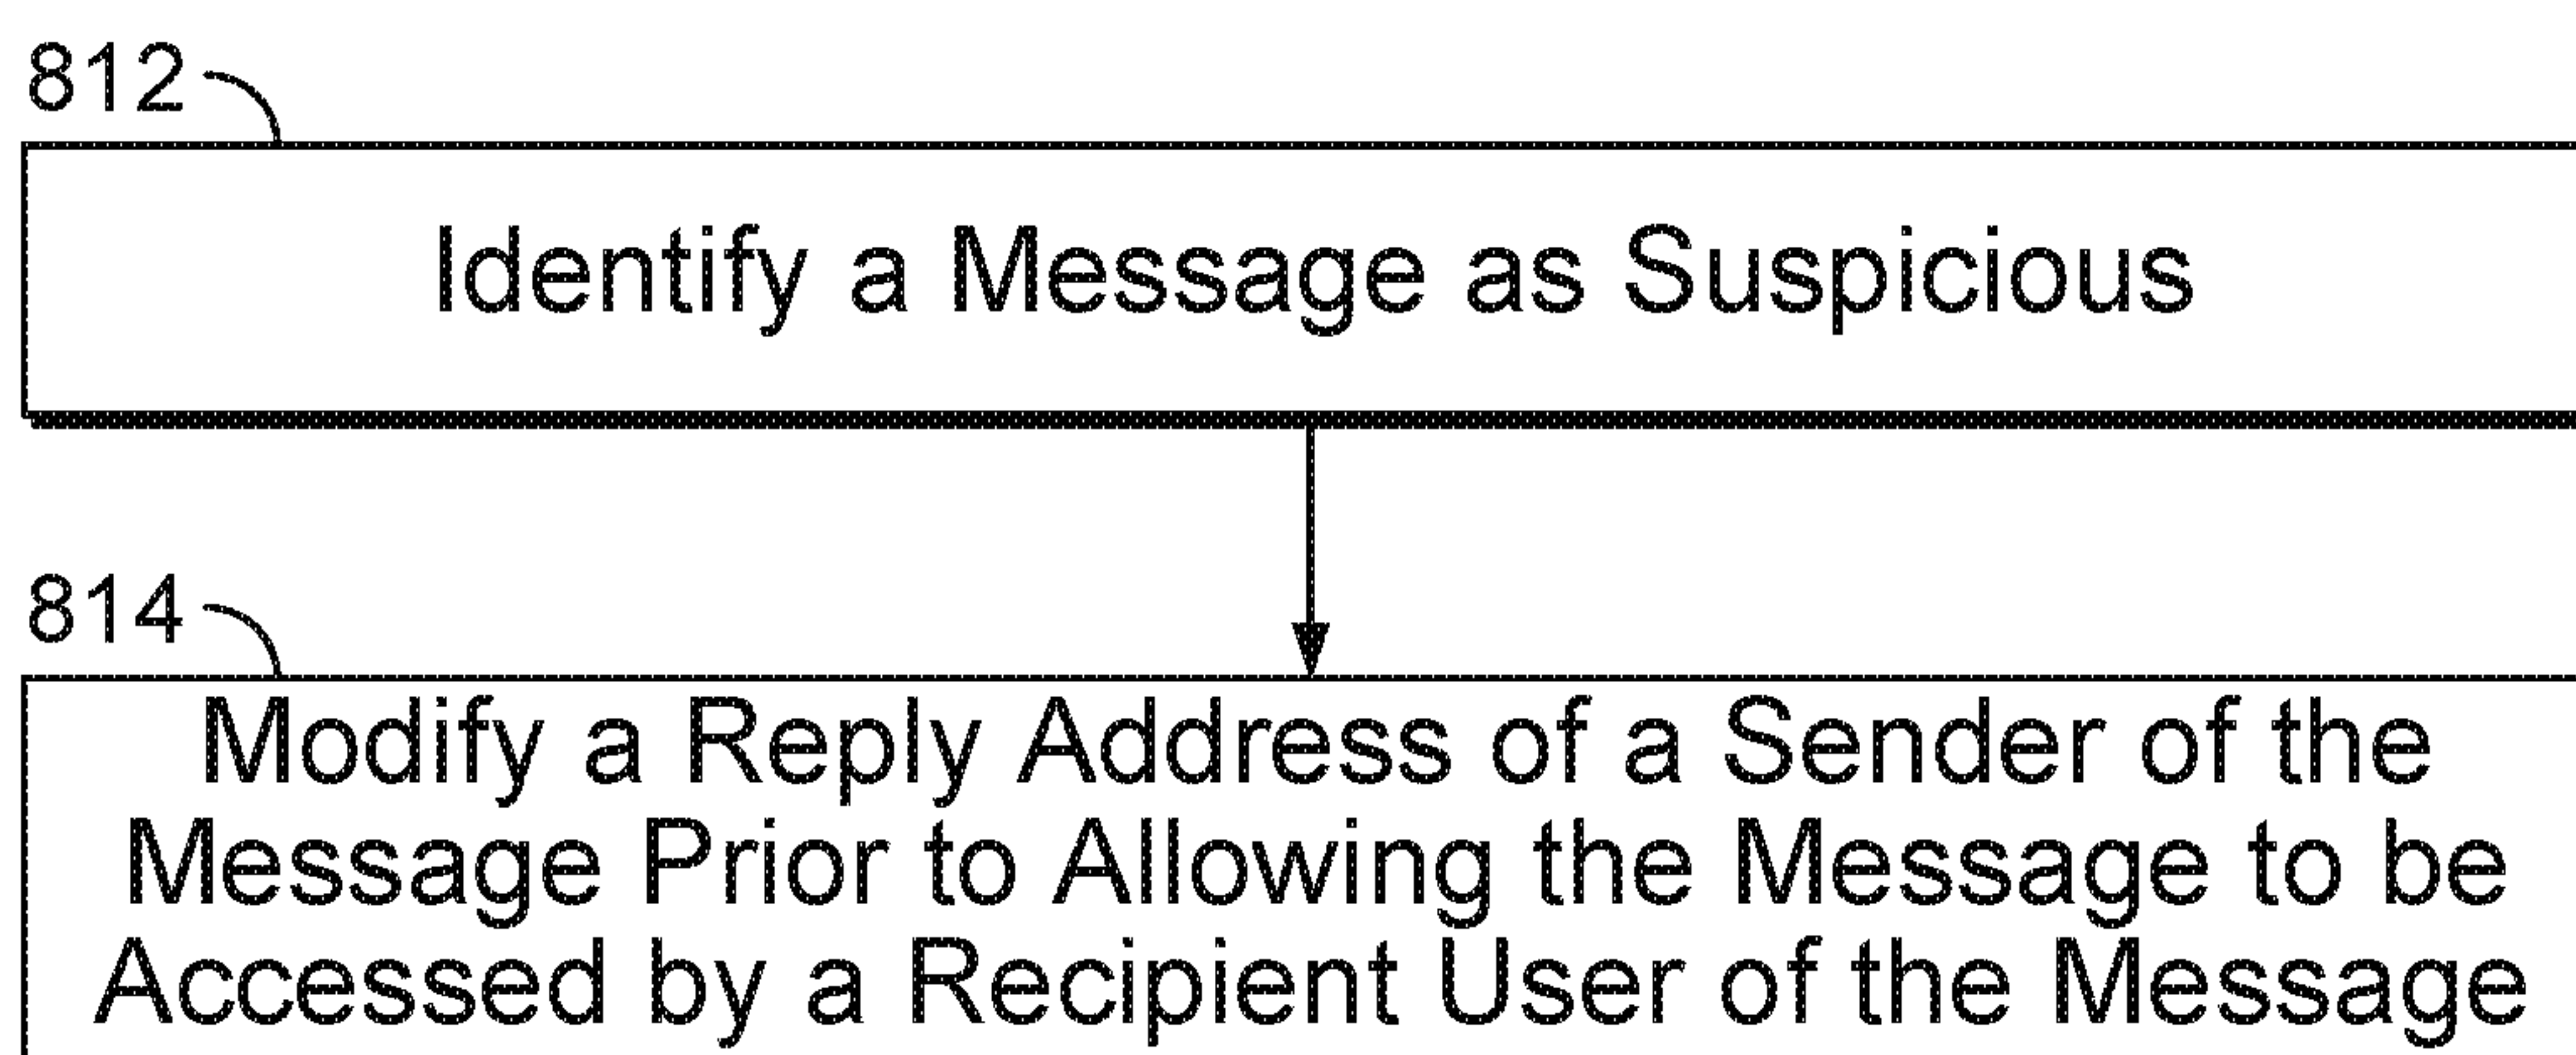 812
Identify a Message as Suspicious
814
Modify a Reply Address of a Sender of the
Message Prior to Allowing the Message to be
Accessed by a Recipient User of the Message